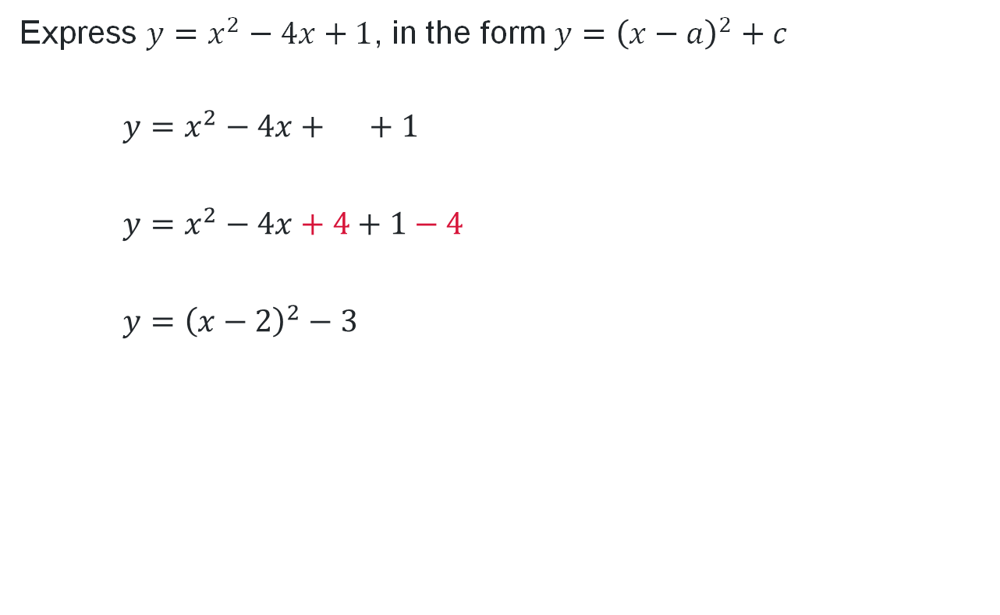 Express y = x² − 4x + 1, in the form y = (x − a)² + c
y = x² − 4x +    + 1
y = x² − 4x + 4 + 1 − 4
y = (x − 2)² − 3